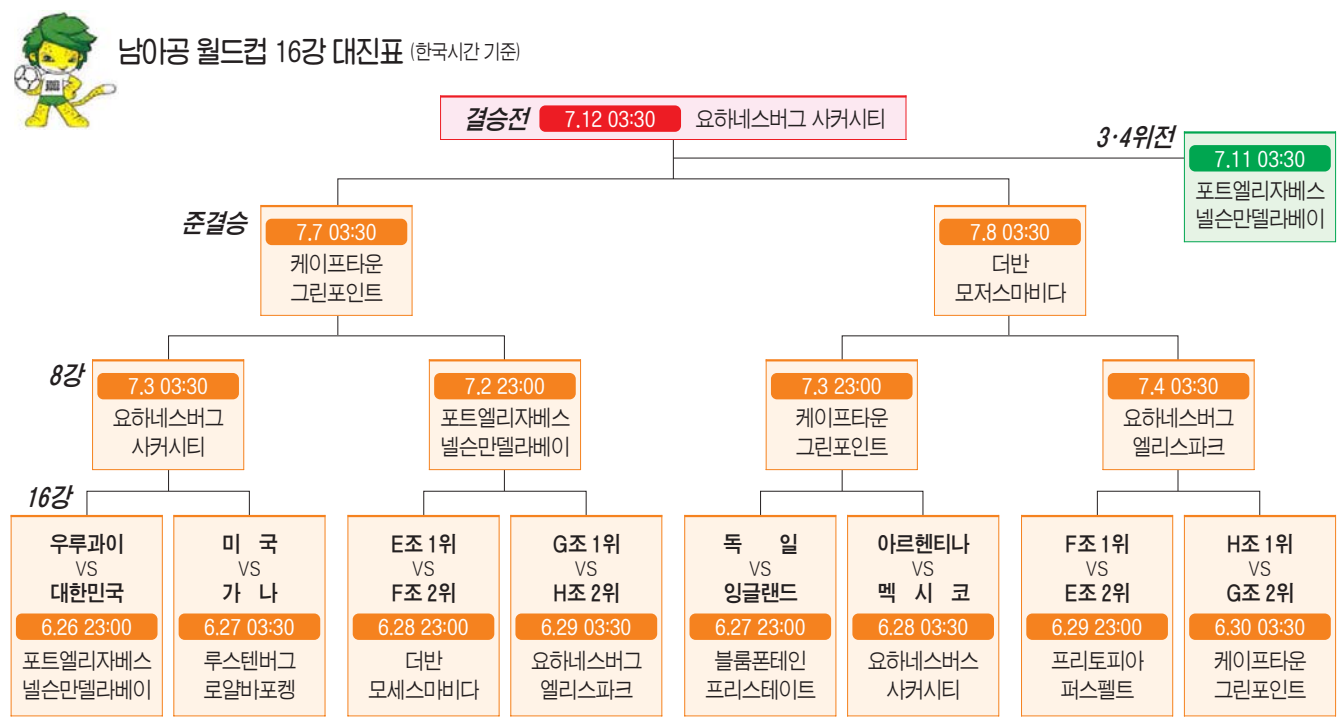 남아공 월드컵 16강 대진표 (한국시간 기준)
결승전 7.12 03:30 요하네스버그 사커시티
3·4위전
7.11 03:30
포트엘리자베스
넬슨만델라베이
준결승
7.7 03:30
케이프타운
그린포인트
7.8 03:30
더반
모저스마비다
8강
7.3 03:30
요하네스버그
사커시티
7.2 23:00
포트엘리자베스
넬슨만델라베이
7.3 23:00
케이프타운
그린포인트
7.4 03:30
요하네스버그
엘리스파크
16강
우루과이
VS
대한민국
6.26 23:00
포트엘리자베스
넬슨만델라베이
미 국
VS
가 나
6.27 03:30
루스텐버그
로얄바포켕
E조 1위
VS
F조 2위
6.28 23:00
더반
모세스마비다
G조 1위
VS
H조 2위
6.29 03:30
요하네스버그
엘리스파크
독 일
VS
잉글랜드
6.27 23:00
블룸폰테인
프리스테이트
아르헨티나
VS
멕 시 코
6.28 03:30
요하네스버스
사커시티
F조 1위
VS
E조 2위
6.29 23:00
프리토피아
퍼스펠트
H조 1위
VS
G조 2위
6.30 03:30
케이프타운
그린포인트